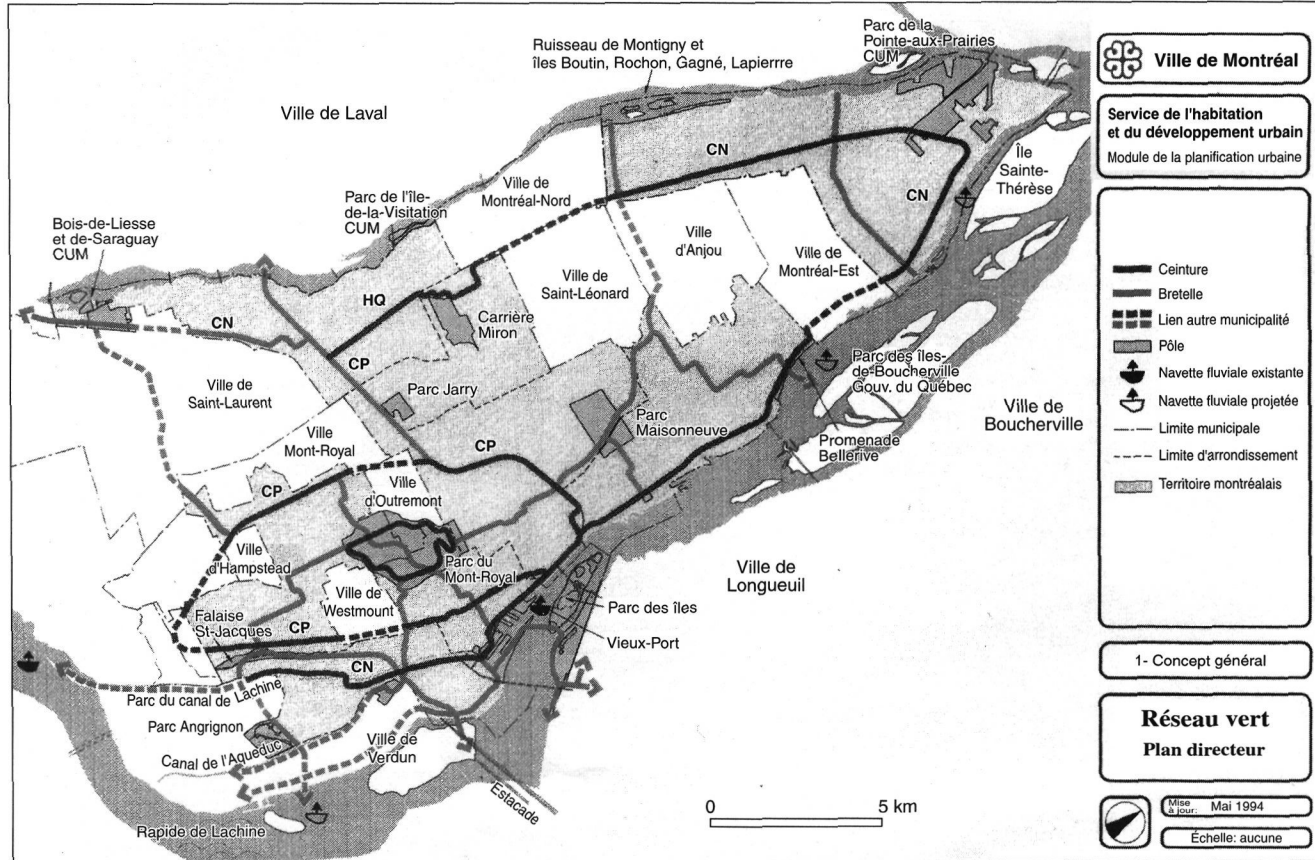 Ruisseau de Montigny et
îles Boutin, Rochon, Gagné, Lapierrre
Parc de la
Pointe-aux-Prairies
CUM
Ville de Laval
CN
Île
Sainte-
Thérèse
Ville de
Montréal-Nord
Parc de l'île-
de-la-Visitation
CUM
CN
Bois-de-Liesse
et de-Saraguay
CUM
Ville
d'Anjou
Ville de
Montréal-Est
Ville de
Saint-Léonard
HQ
CN
Carrière
Miron
CP
Parc des îles-
de-Boucherville
Gouv. du Québec
Ville de
Saint-Laurent
Parc Jarry
Ville de
Boucherville
Parc
Maisonneuve
Ville
Mont-Royal
CP
Promenade
Bellerive
Ville
d'Outremont
CP
Ville
d'Hampstead
Parc du
Mont-Royal
Ville de
Longueuil
Ville de
Westmount
Falaise
St-Jacques
CP
Parc des îles
Vieux-Port
CN
Parc du canal de Lachine
Parc Angrignon
Canal de l'Aqueduc
Ville de
Verdun
Estacade
Rapide de Lachine
0 5 km
Ville de Montréal
Service de l'habitation
et du développement urbain
Module de la planification urbaine
Ceinture
Bretelle
Lien autre municipalité
Pôle
Navette fluviale existante
Navette fluviale projetée
Limite municipale
Limite d'arrondissement
Territoire montréalais
1- Concept général
Réseau vert
Plan directeur
Mise
à jour: Mai 1994
Échelle: aucune